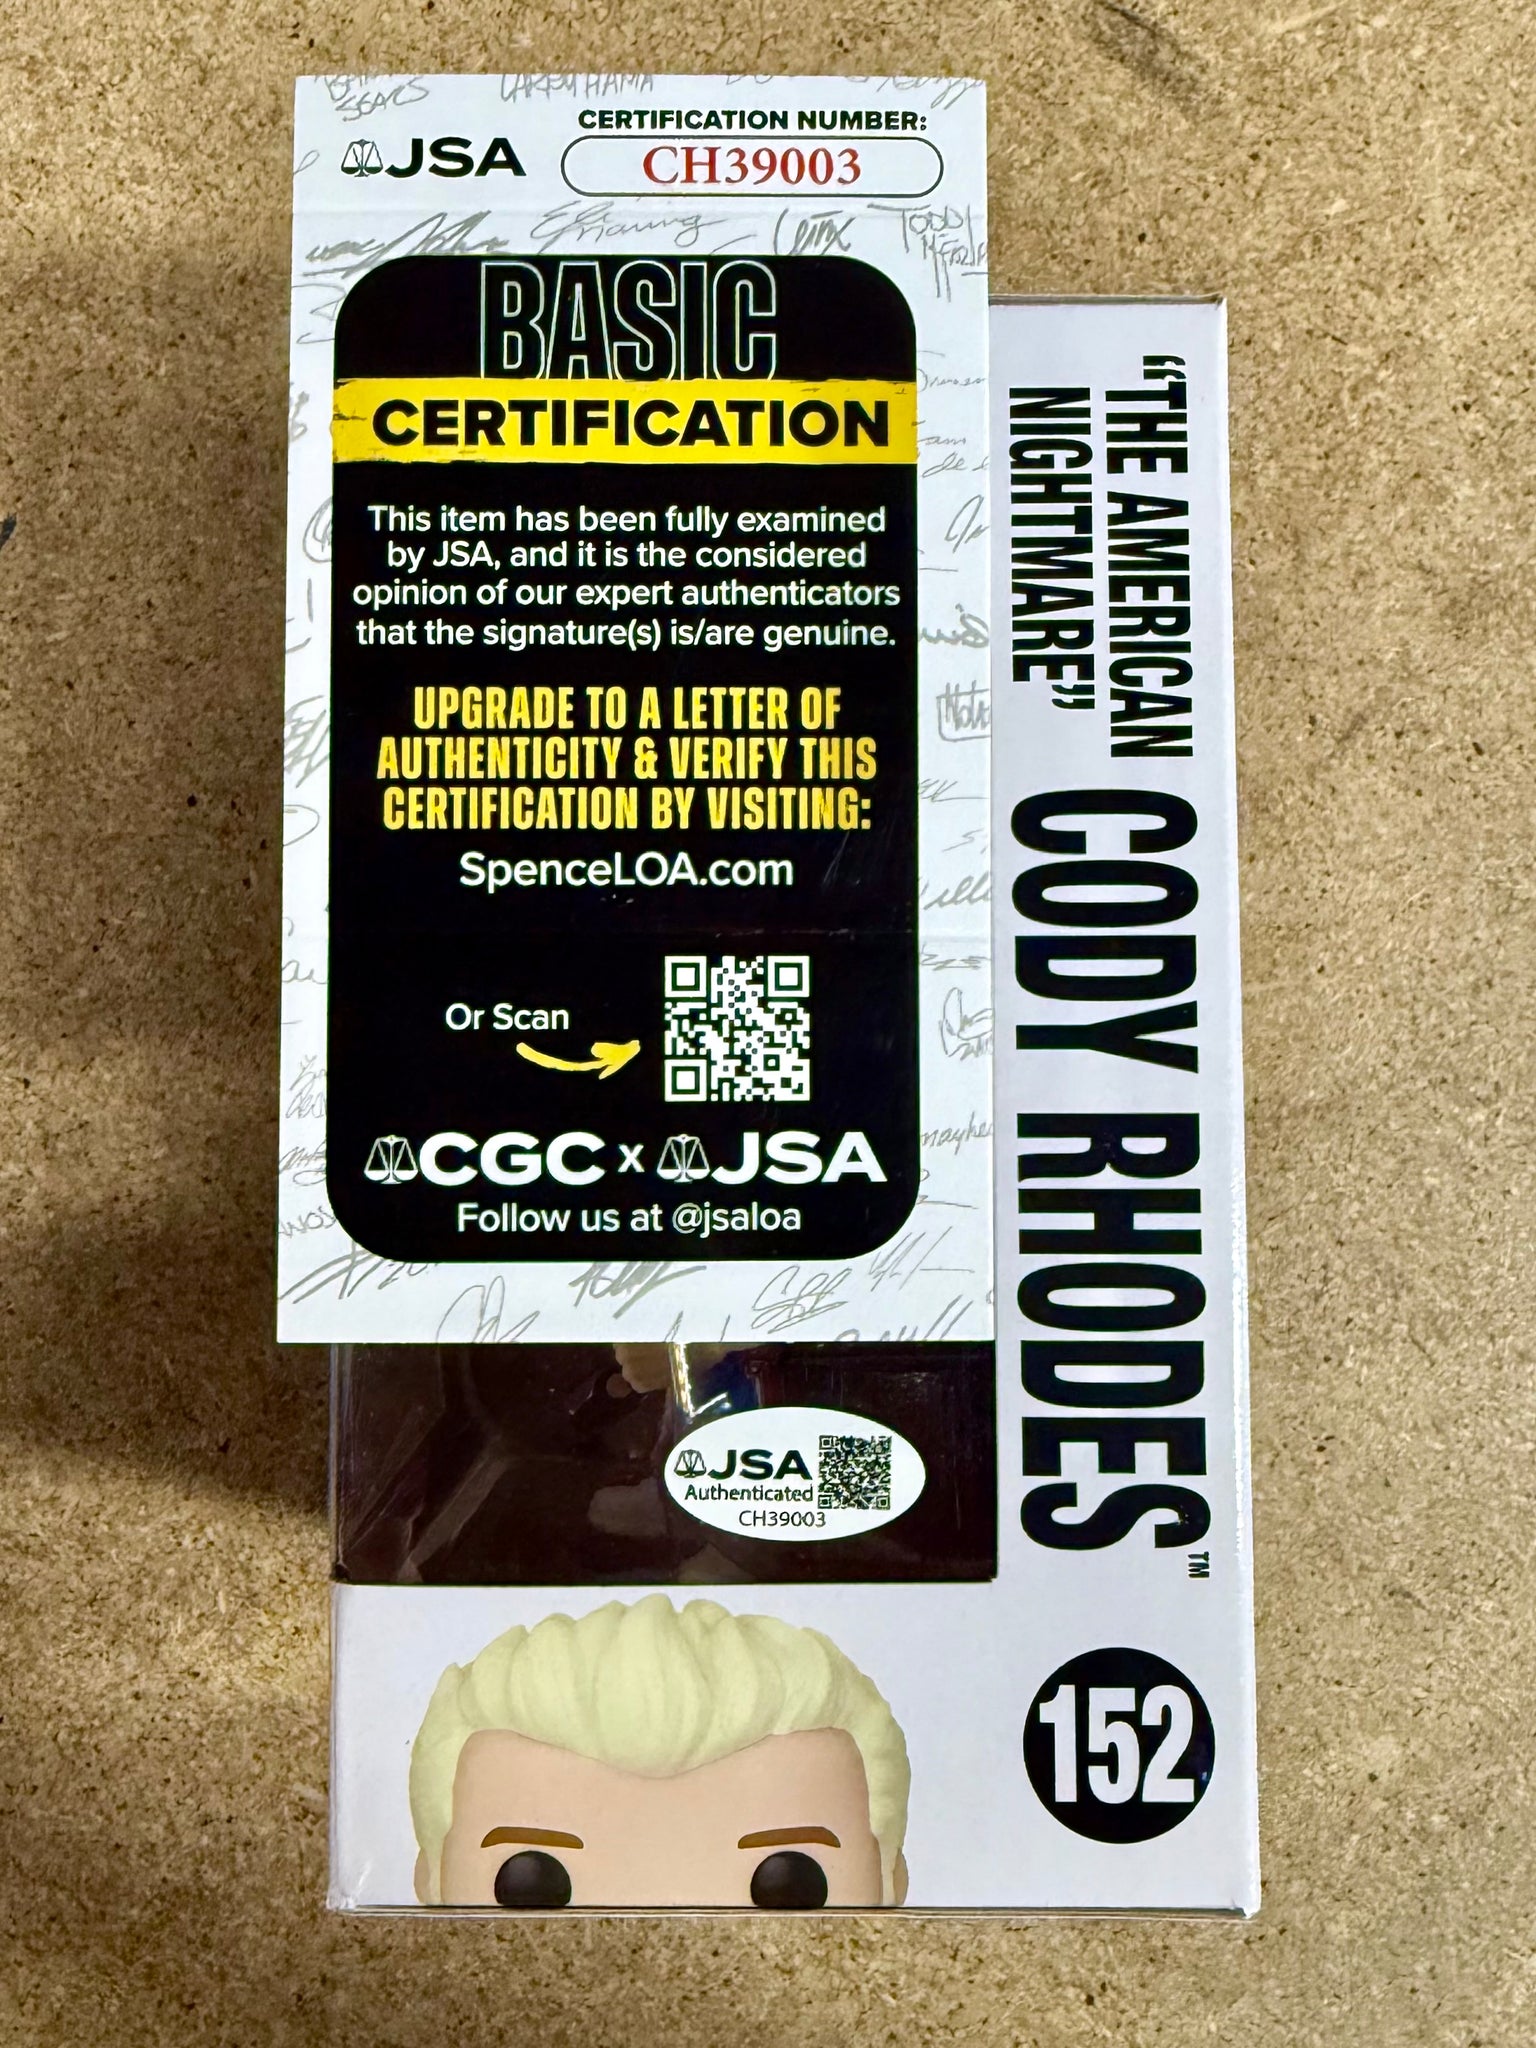 JSA
CERTIFICATION NUMBER:
CH39003
BASIC
CERTIFICATION
This item has been fully examined
by JSA, and it is the considered
opinion of our expert authenticators
that the signature(s) is/are genuine.
UPGRADE TO A LETTER OF
AUTHENTICITY & VERIFY THIS
CERTIFICATION BY VISITING:
SpenceLOA.com
Or Scan
CGC x JSA
Follow us at @jsaloa
JSA
Authenticated
CH39003
“THE AMERICAN
NIGHTMARE”
CODY RHODES™
152